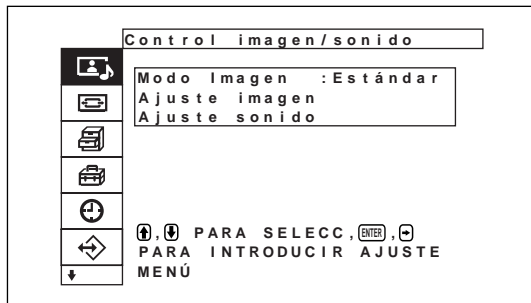 Control imagen/sonido
Modo Imagen :Estándar
Ajuste imagen
Ajuste sonido
, PARA SELECC, ENTER ,
PARA INTRODUCIR AJUSTE
MENÚ